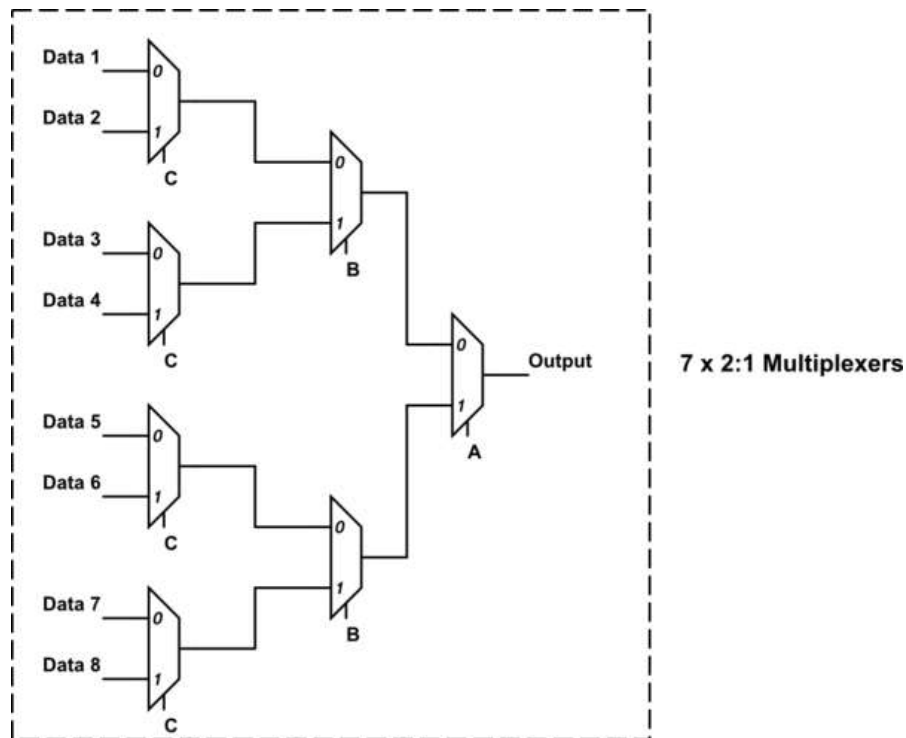 Data 1
0
Data 2
1
C
0
Data 3
0
1
B
Data 4
1
C
0
Output
7 x 2:1 Multiplexers
1
A
Data 5
0
Data 6
1
C
0
Data 7
0
1
B
Data 8
1
C